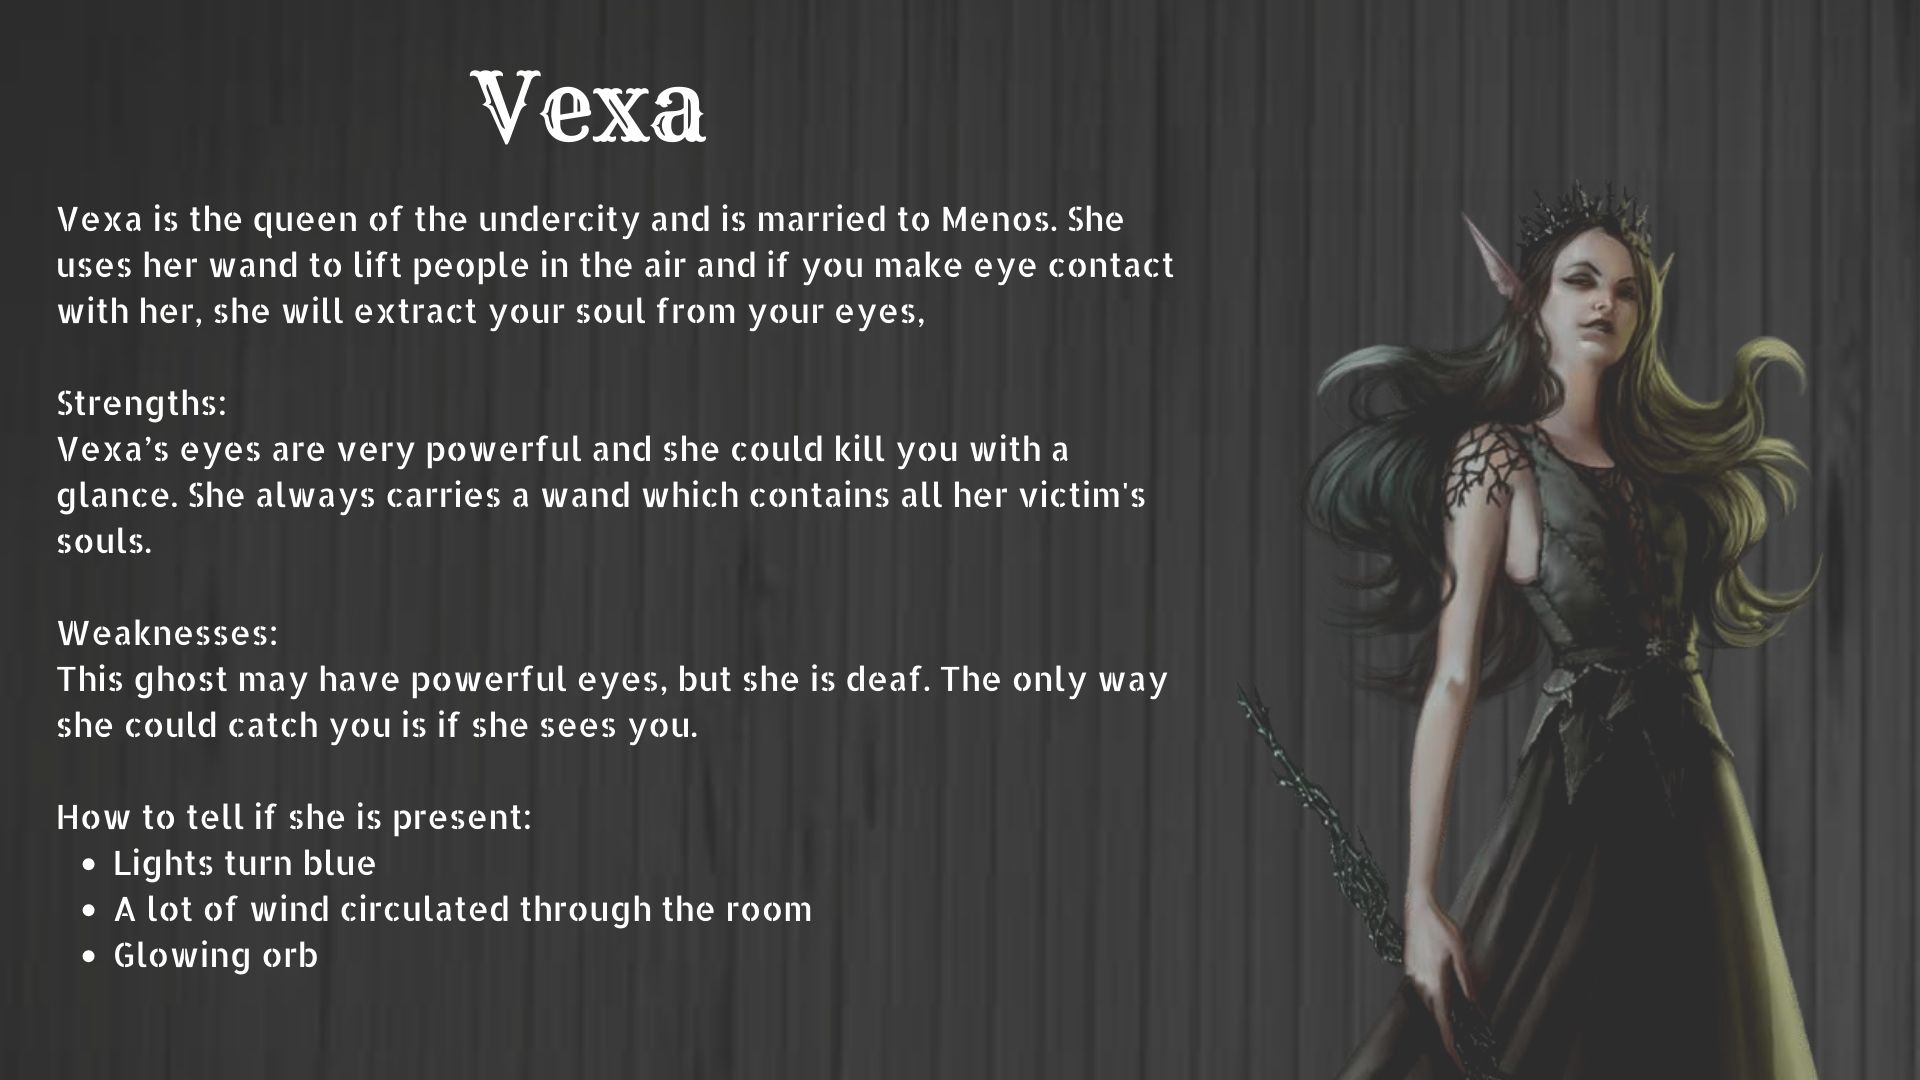 Vexa
Vexa is the queen of the undercity and is married to Menos. She
uses her wand to lift people in the air and if you make eye contact
with her, she will extract your soul from your eyes,
Strengths:
Vexa’s eyes are very powerful and she could kill you with a
glance. She always carries a wand which contains all her victim's
souls.
Weaknesses:
This ghost may have powerful eyes, but she is deaf. The only way
she could catch you is if she sees you.
How to tell if she is present:
• Lights turn blue
• A lot of wind circulated through the room
• Glowing orb